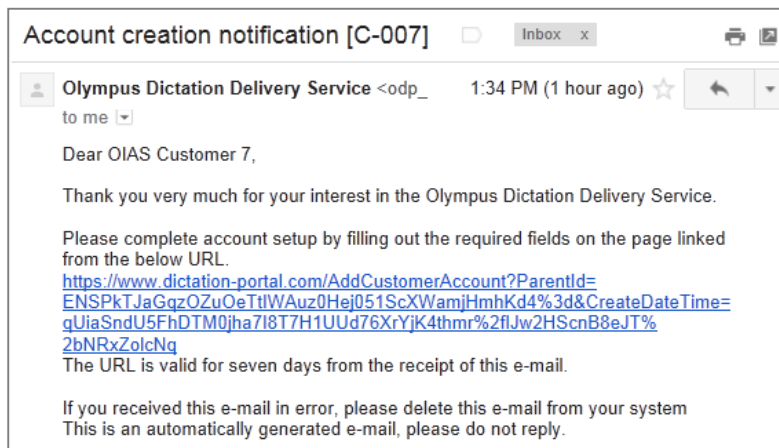 Account creation notification [C-007] Inbox x
Olympus Dictation Delivery Service <odp_ 1:34 PM (1 hour ago)
to me
Dear OIAS Customer 7,
Thank you very much for your interest in the Olympus Dictation Delivery Service.
Please complete account setup by filling out the required fields on the page linked
from the below URL.
https://www.dictation-portal.com/AddCustomerAccount?ParentId=
ENSPkTJaGqzOZuOeTtlWAuz0Hej051ScXWamjHmhKd4%3d&CreateDateTime=
qUiaSndU5FhDTM0jha7I8T7H1UUd76XrYjK4thmr%2flJw2HScnB8eJT%
2bNRxZolcNq
The URL is valid for seven days from the receipt of this e-mail.
If you received this e-mail in error, please delete this e-mail from your system
This is an automatically generated e-mail, please do not reply.